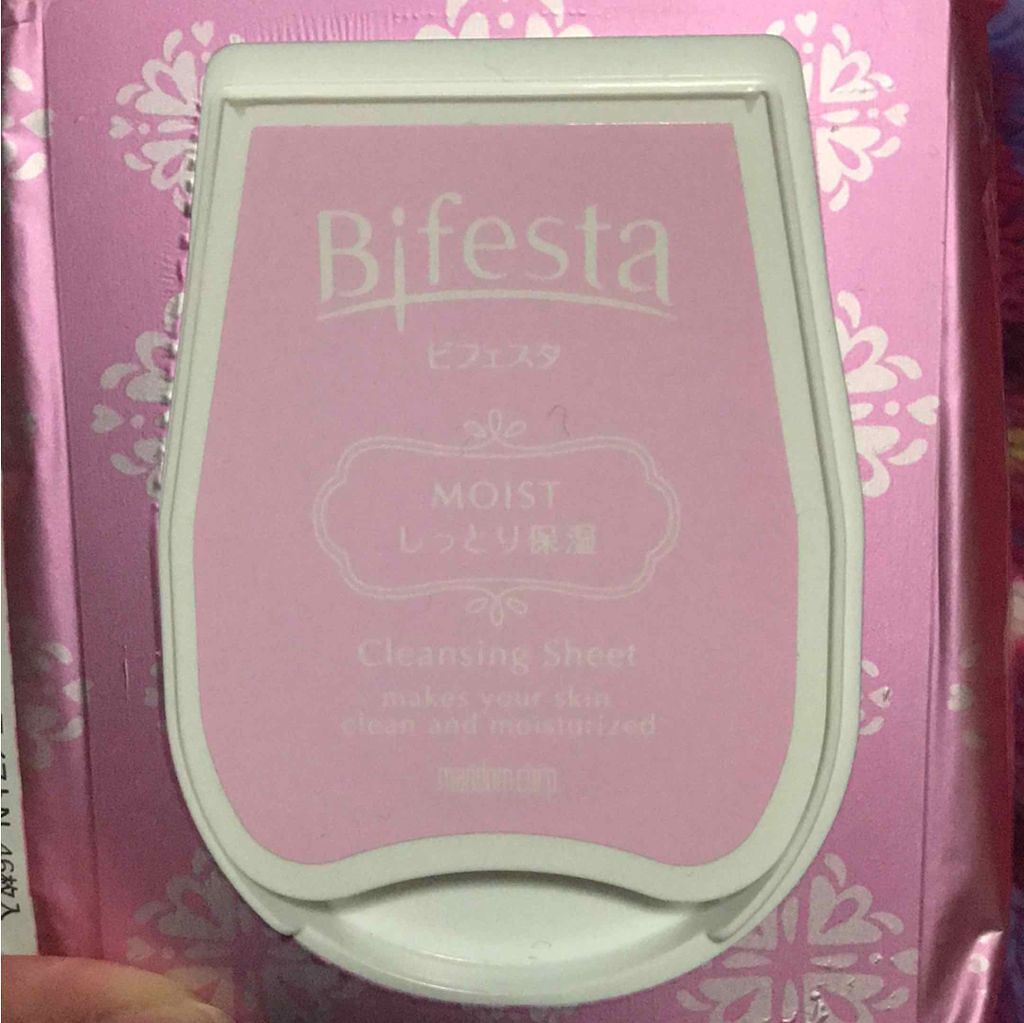 Bifesta
ビフェスタ
MOIST
しっとり保湿
Cleansing Sheet
makes your skin
clean and moisturized
mandom corp.